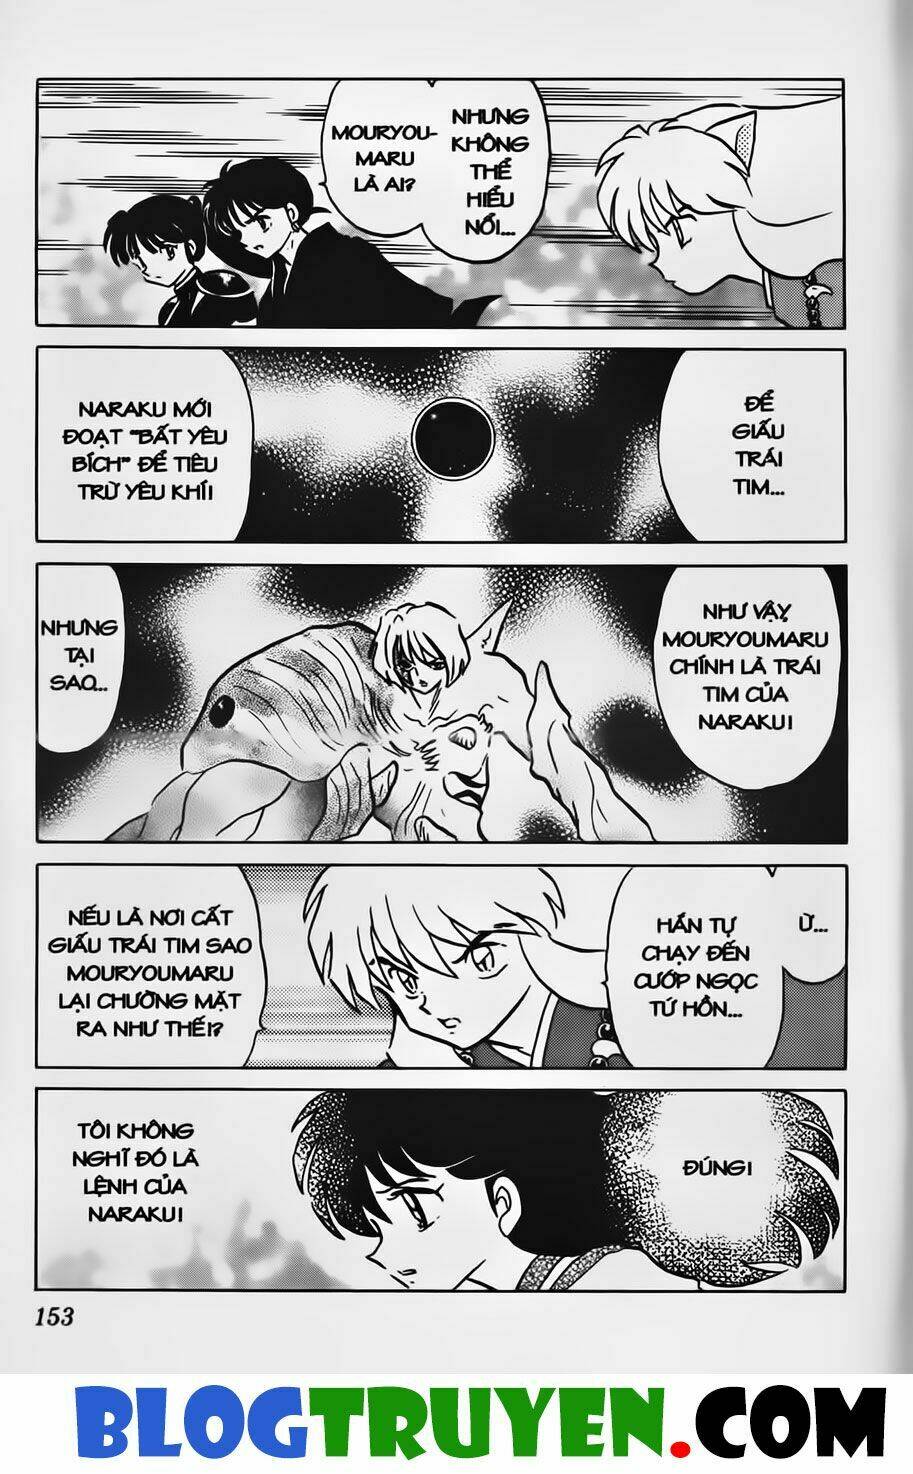 NHƯNG
KHÔNG
THỂ
HIỂU
NỔI...
MOURYOU-
MARU
LÀ AI?
ĐỂ
GIẤU
TRÁI
TIM...
NARAKU MỚI
ĐOẠT "BẤT YÊU
BÍCH" ĐỂ TIÊU
TRỪ YÊU KHÍ!
NHƯ VẬY,
MOURYOUMARU
CHÍNH LÀ TRÁI
TIM CỦA
NARAKU!
NHƯNG
TẠI
SAO...
Ừ...
HẮN TỰ
CHẠY ĐẾN
CƯỚP NGỌC
TỨ HỒN...
NẾU LÀ NƠI CẤT
GIẤU TRÁI TIM SAO
MOURYOUMARU
LẠI CHƯỜNG MẶT
RA NHƯ THẾ!?
ĐÚNG!
TÔI KHÔNG
NGHĨ ĐÓ LÀ
LỆNH CỦA
NARAKU!
153
BLOGTRUYEN.COM